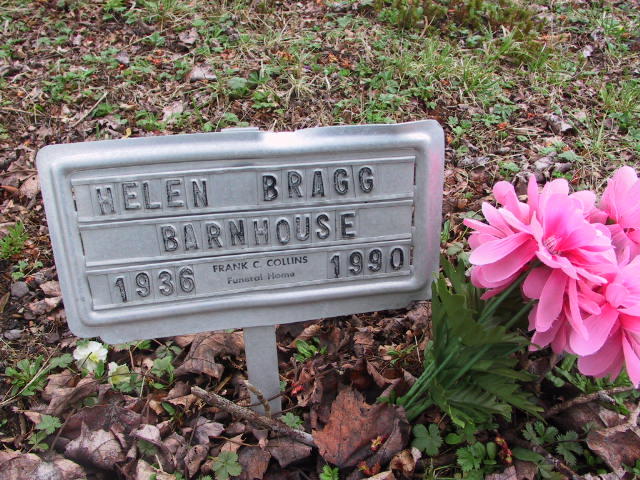 HELEN BRAGG
BARNHOUSE
1936 FRANK C. COLLINS 1990
Funeral Home